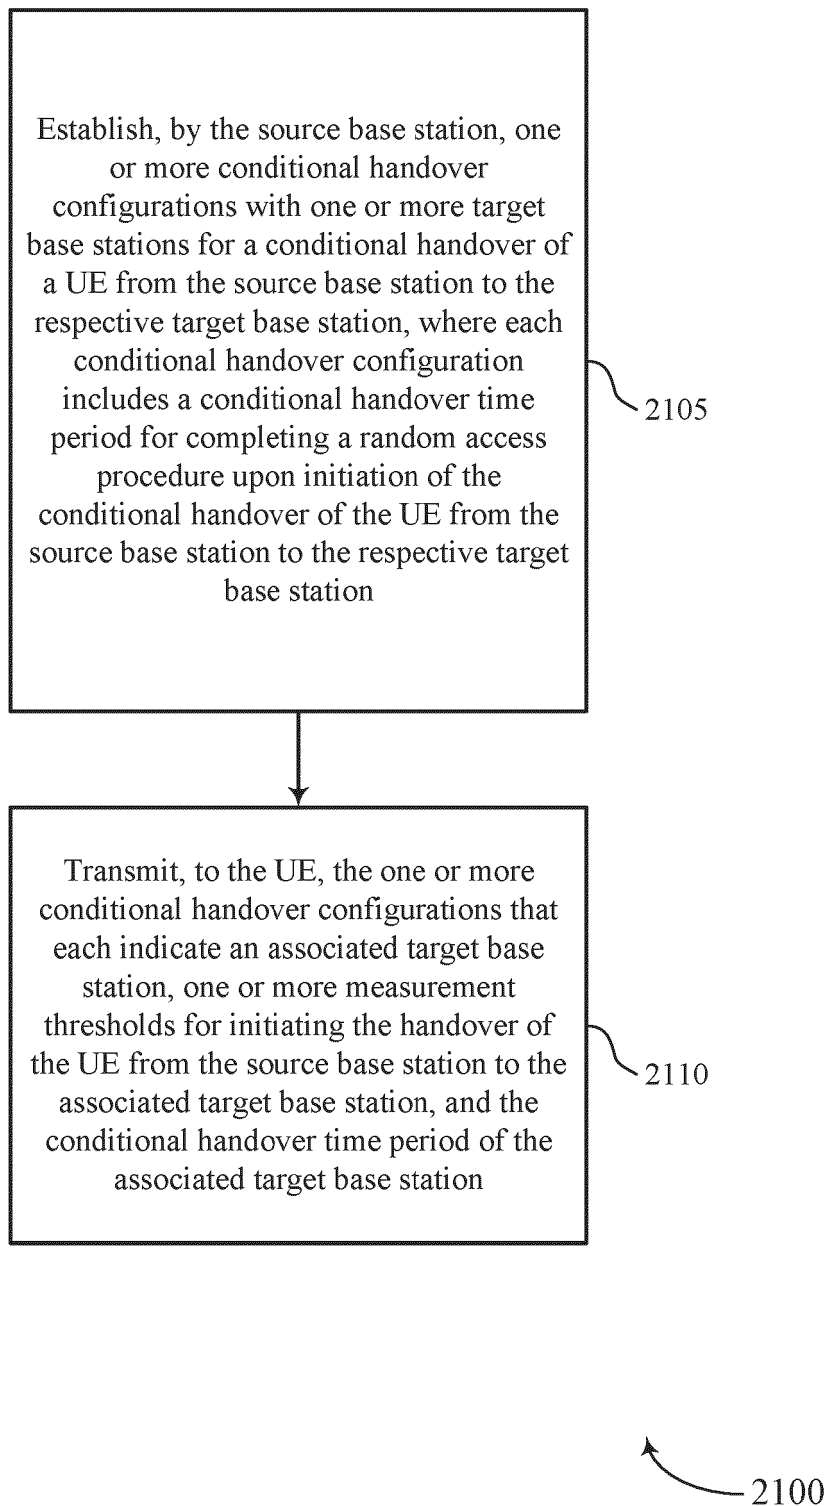 Establish, by the source base station, one
or more conditional handover
configurations with one or more target
base stations for a conditional handover of
a UE from the source base station to the
respective target base station, where each
conditional handover configuration
includes a conditional handover time
period for completing a random access
procedure upon initiation of the
conditional handover of the UE from the
source base station to the respective target
base station
2105
Transmit, to the UE, the one or more
conditional handover configurations that
each indicate an associated target base
station, one or more measurement
thresholds for initiating the handover of
the UE from the source base station to the
associated target base station, and the
conditional handover time period of the
associated target base station
2110
2100